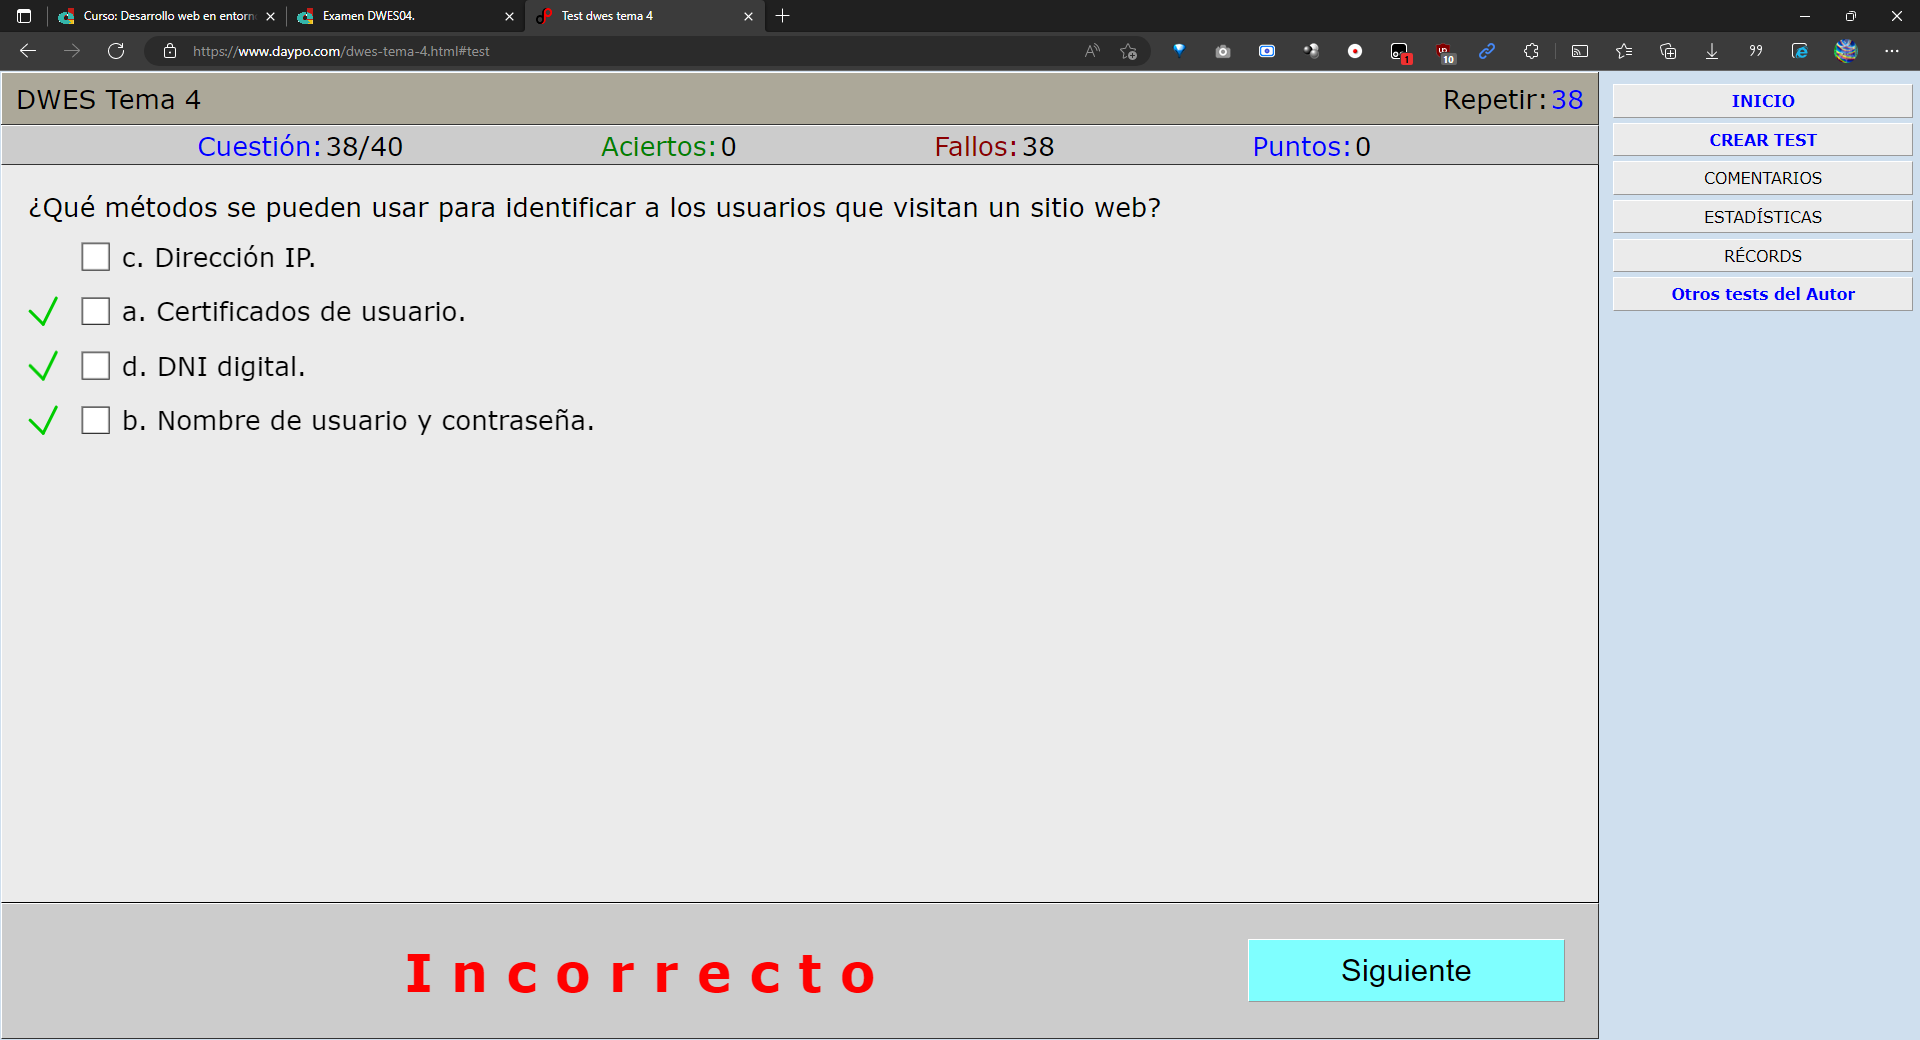 Curso: Desarrollo web en entorn
Examen DWES04.
Test dwes tema 4
https://www.daypo.com/dwes-tema-4.html#test
1
10
DWES Tema 4
Repetir: 38
Cuestión: 38/40
Aciertos: 0
Fallos: 38
Puntos: 0
¿Qué métodos se pueden usar para identificar a los usuarios que visitan un sitio web?
c. Dirección IP.
a. Certificados de usuario.
d. DNI digital.
b. Nombre de usuario y contraseña.
Incorrecto
Siguiente
INICIO
CREAR TEST
COMENTARIOS
ESTADÍSTICAS
RÉCORDS
Otros tests del Autor